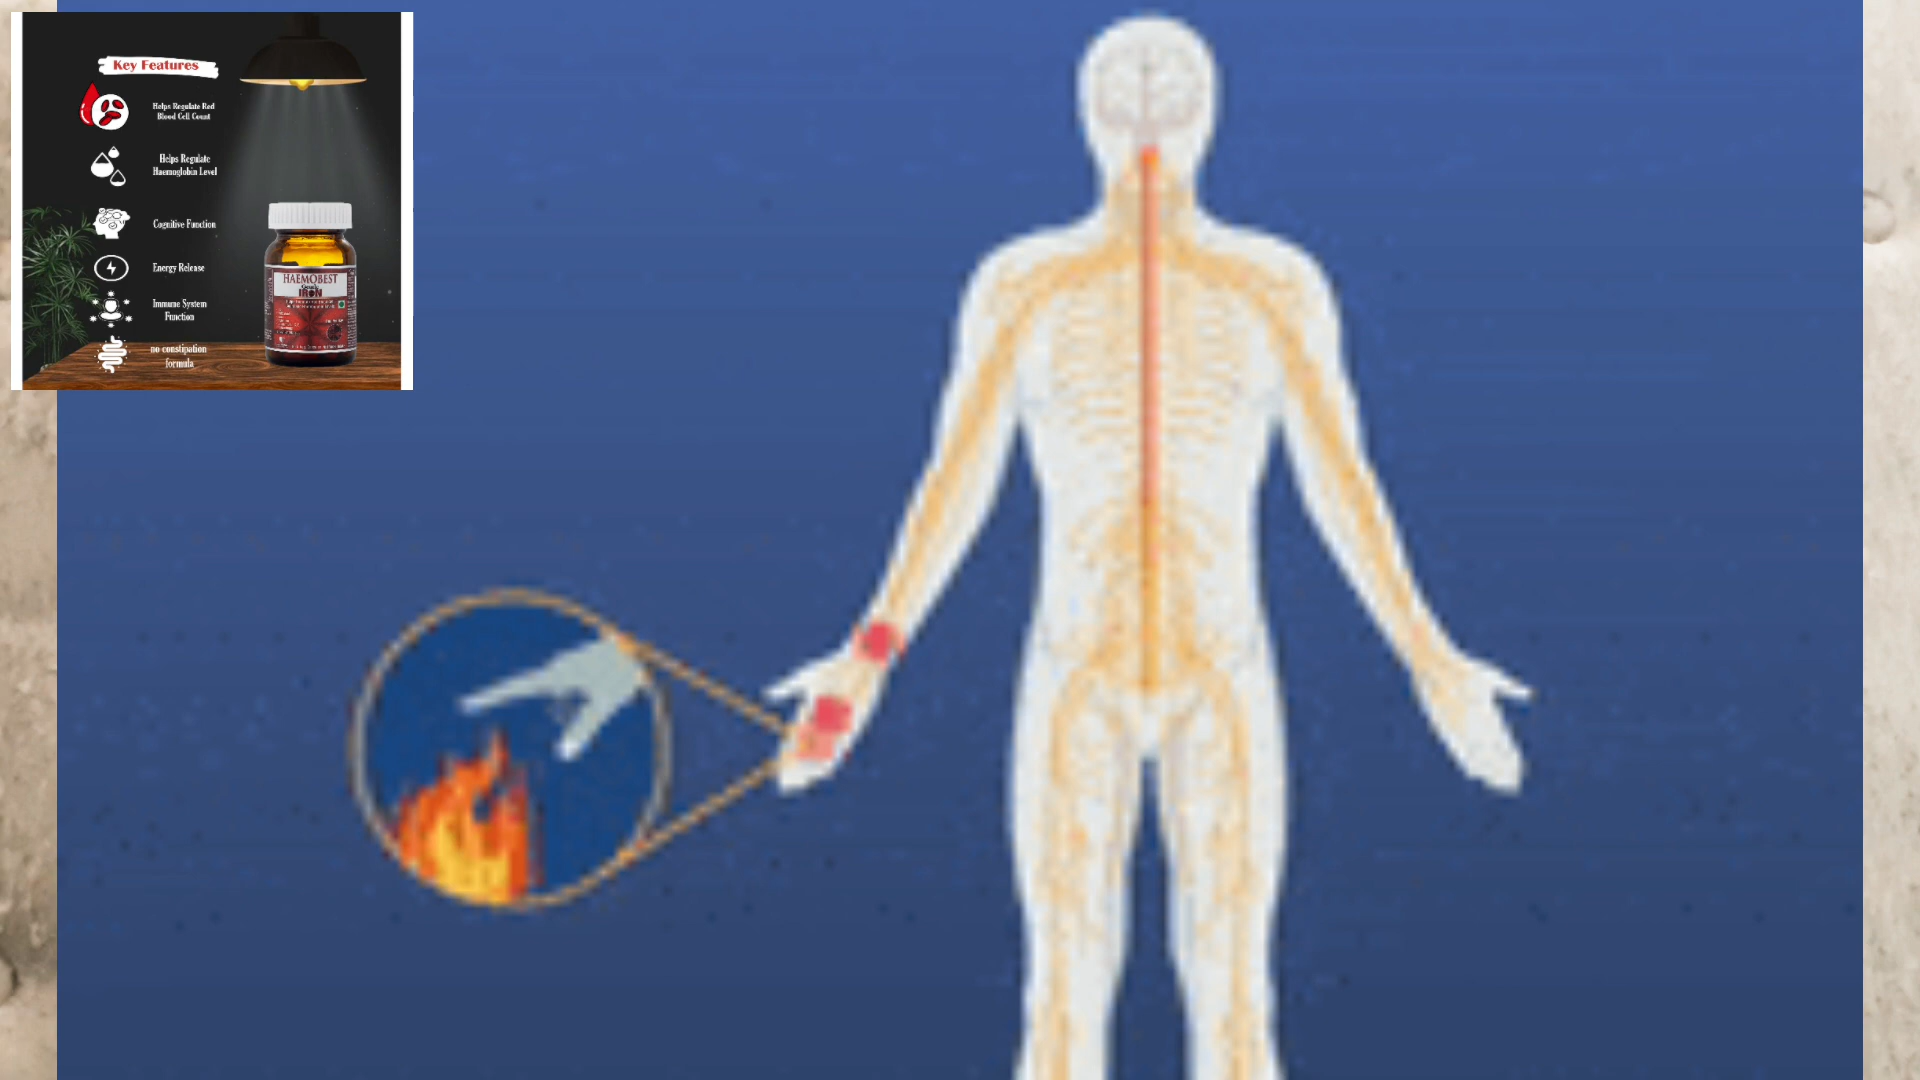 Key Features
Helps Regulate Red
Blood Cell Count
Helps Regulate
Haemoglobin Level
Cognitive Function
Energy Release
Immune System
Function
no constipation
formula
HAEMOBEST
IRON